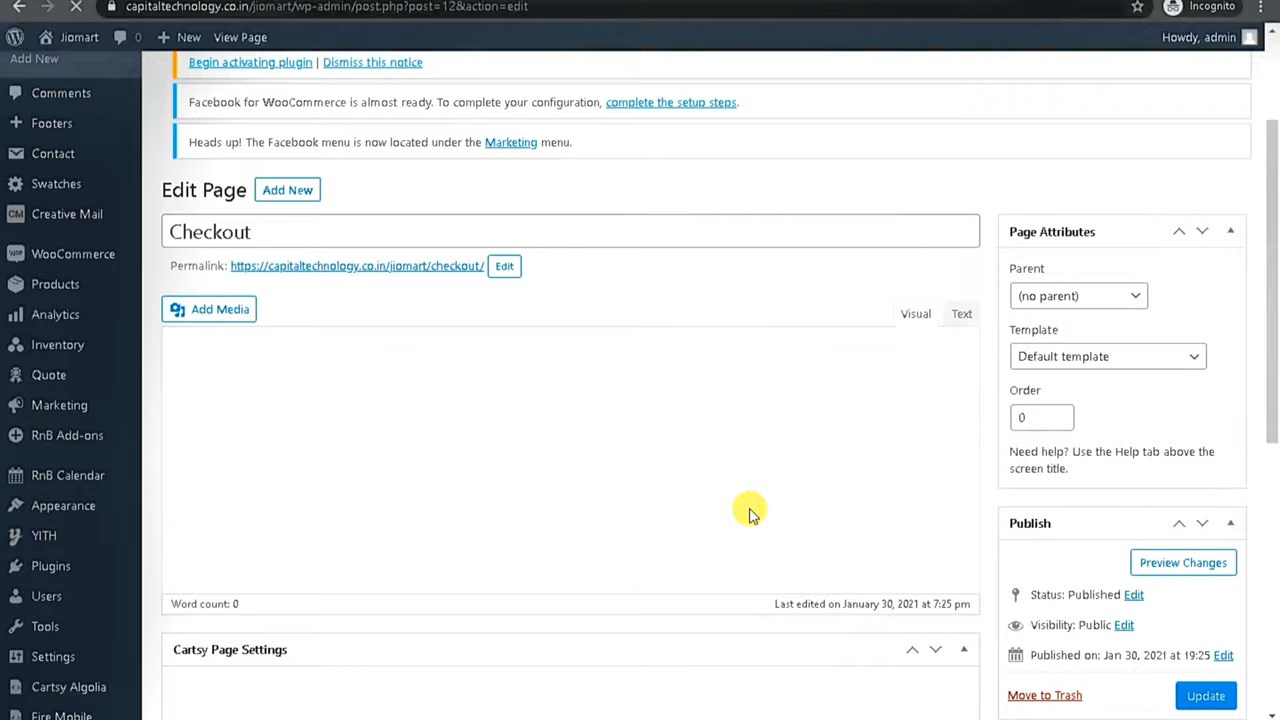 capitaltechnology.co.in/jiomart/wp-admin/post.php?post=12&action=edit
Incognito
Jiomart 0 New View Page
Howdy, admin
Add New
Comments
Footers
Contact
Swatches
CM Creative Mail
WooCommerce
Products
Analytics
Inventory
Quote
Marketing
RnB Add-ons
RnB Calendar
Appearance
YITH
Plugins
Users
Tools
Settings
Cartsy Algolia
Fire Mobile
Begin activating plugin | Dismiss this notice
Facebook for WooCommerce is almost ready. To complete your configuration, complete the setup steps.
Heads up! The Facebook menu is now located under the Marketing menu.
Edit Page Add New
Checkout
Permalink: https://capitaltechnology.co.in/jiomart/checkout/ Edit
Add Media
Visual Text
Word count: 0
Last edited on January 30, 2021 at 7:25 pm
Cartsy Page Settings
Page Attributes
Parent
(no parent)
Template
Default template
Order
0
Need help? Use the Help tab above the
screen title.
Publish
Preview Changes
Status: Published Edit
Visibility: Public Edit
Published on: Jan 30, 2021 at 19:25 Edit
Move to Trash
Update